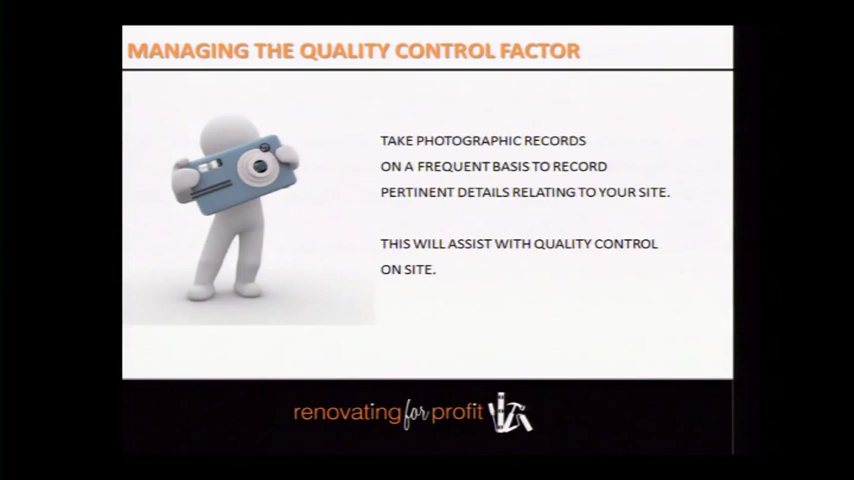 MANAGING THE QUALITY CONTROL FACTOR
TAKE PHOTOGRAPHIC RECORDS
ON A FREQUENT BASIS TO RECORD
PERTINENT DETAILS RELATING TO YOUR SITE.
THIS WILL ASSIST WITH QUALITY CONTROL
ON SITE.
renovating for profit